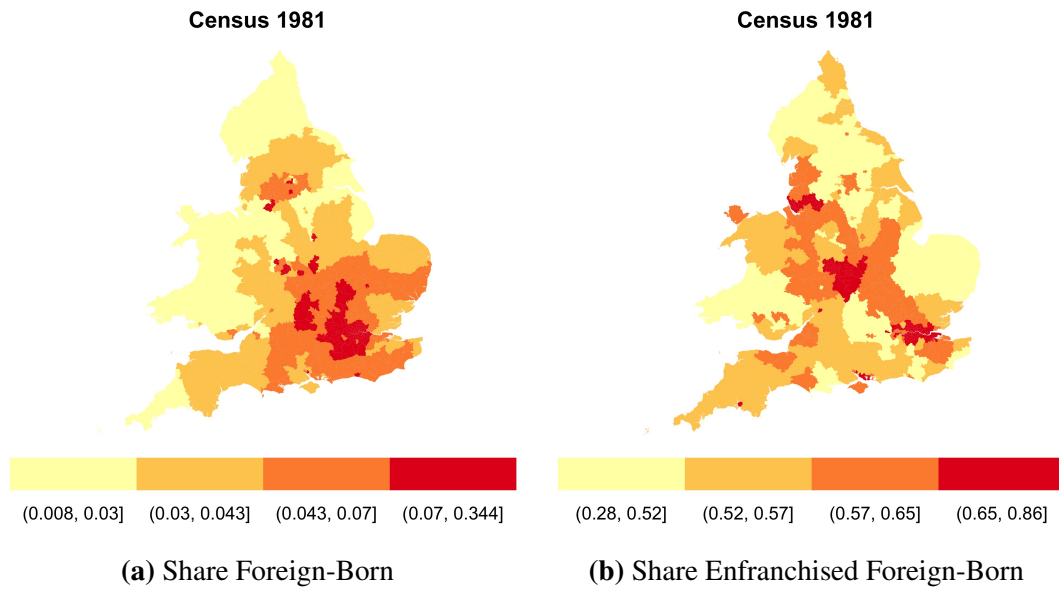 Census 1981
Census 1981
(0.008, 0.03] (0.03, 0.043] (0.043, 0.07] (0.07, 0.344]
(0.28, 0.52] (0.52, 0.57] (0.57, 0.65] (0.65, 0.86]
(a) Share Foreign-Born
(b) Share Enfranchised Foreign-Born